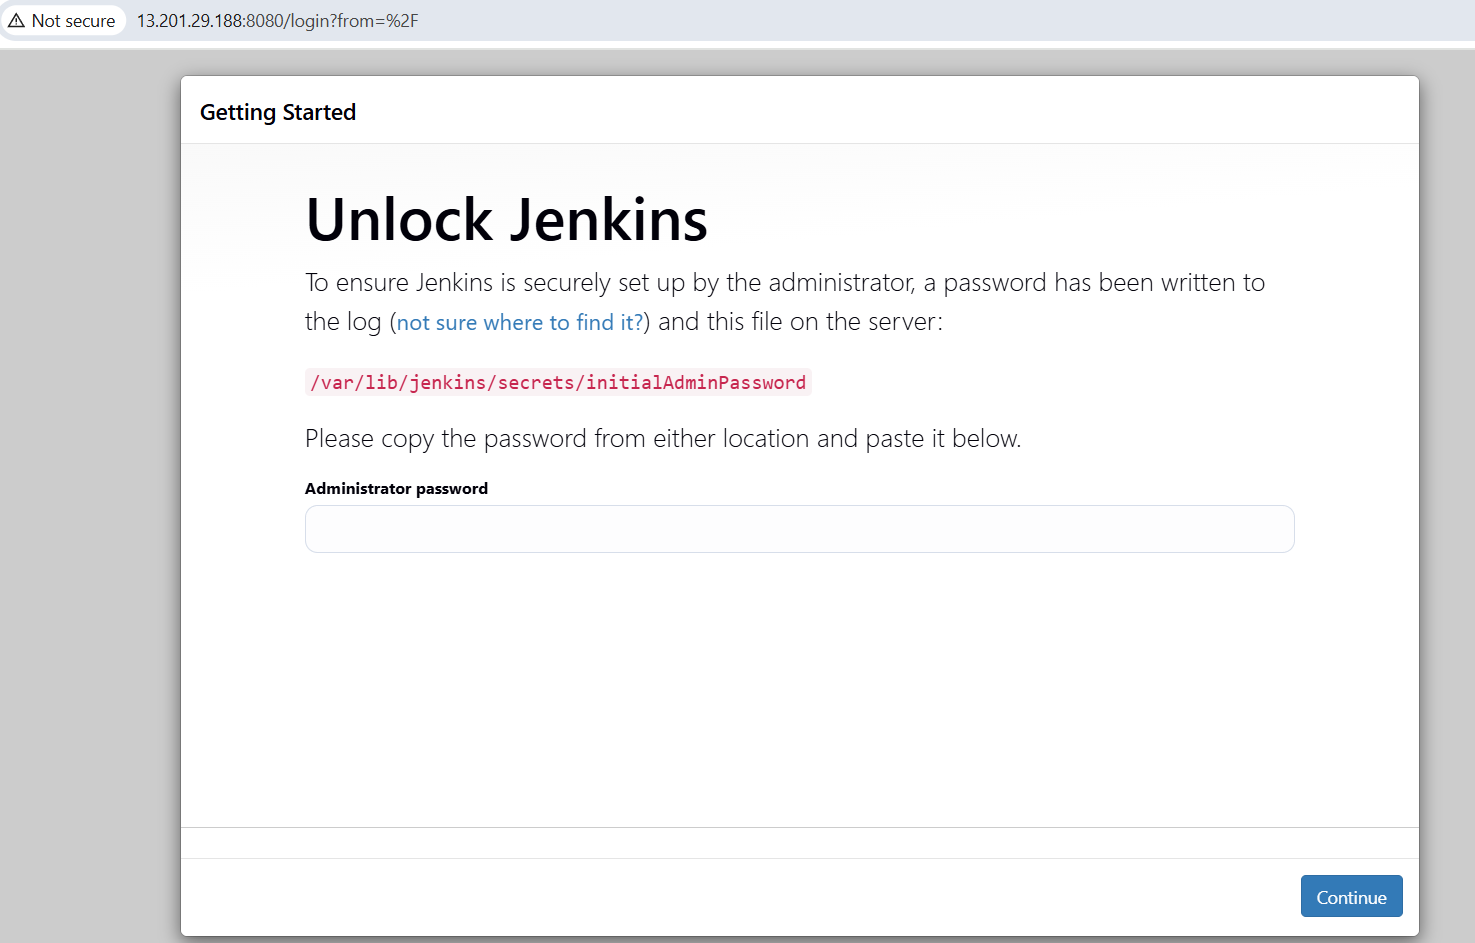 Not secure 13.201.29.188:8080/login?from=%2F
Getting Started
Unlock Jenkins
To ensure Jenkins is securely set up by the administrator, a password has been written to
the log (not sure where to find it?) and this file on the server:
/var/lib/jenkins/secrets/initialAdminPassword
Please copy the password from either location and paste it below.
Administrator password
Continue